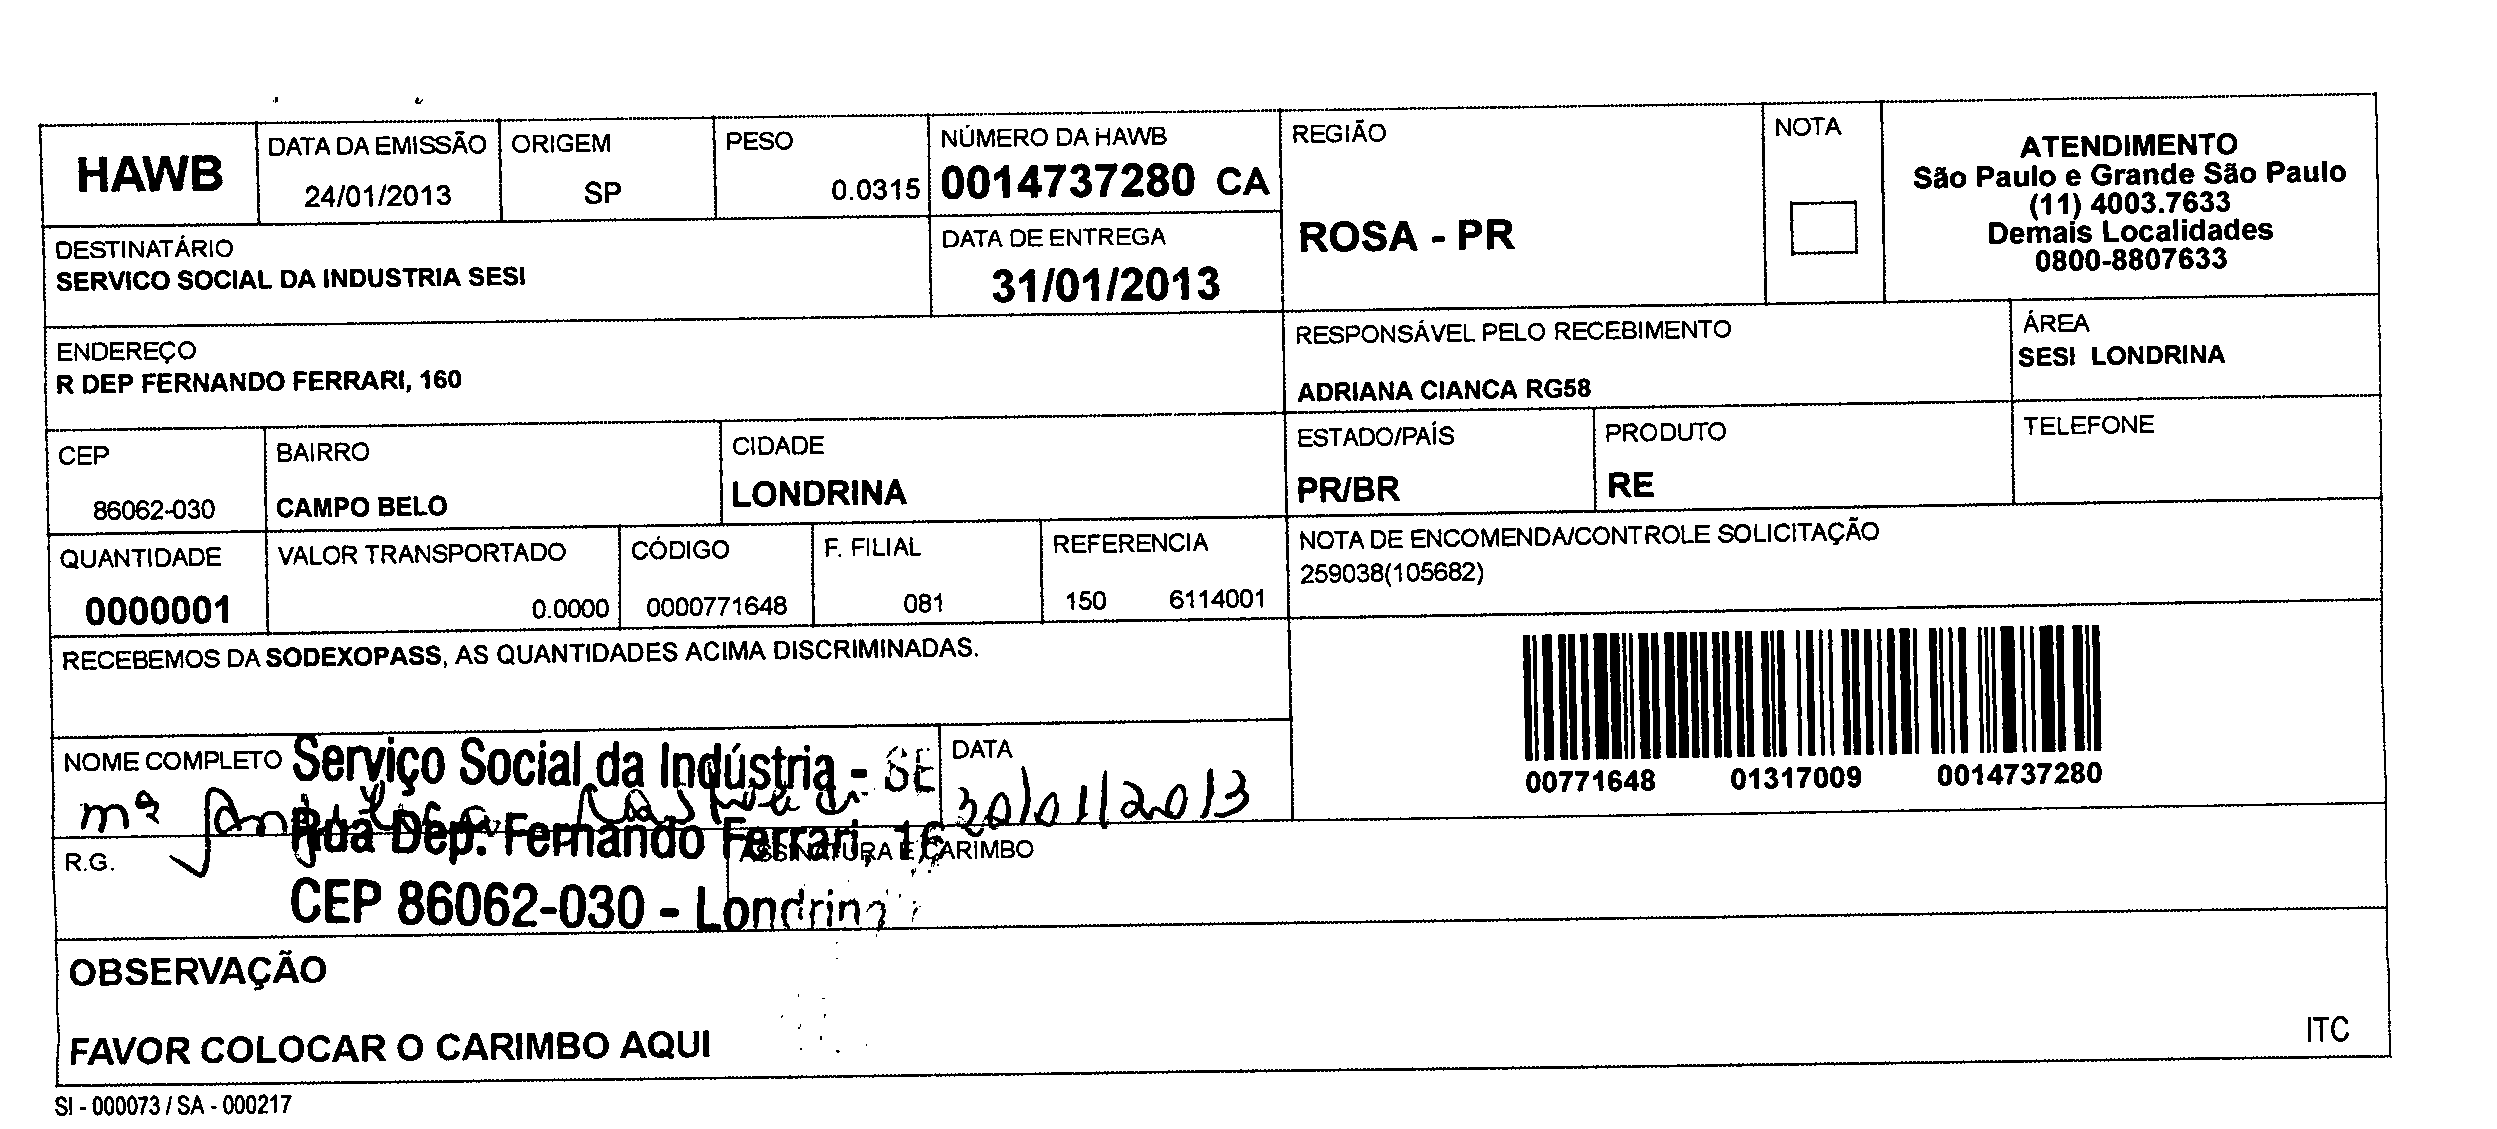 HAWB
DATA DA EMISSÃO
24/01/2013
ORIGEM
SP
PESO
0.0315
NÚMERO DA HAWB
0014737280 CA
REGIÃO
ROSA - PR
NOTA
ATENDIMENTO
São Paulo e Grande São Paulo
(11) 4003.7633
Demais Localidades
0800-8807633
DESTINATÁRIO
SERVICO SOCIAL DA INDUSTRIA SESI
DATA DE ENTREGA
31/01/2013
ENDEREÇO
R DEP FERNANDO FERRARI, 160
RESPONSÁVEL PELO RECEBIMENTO
ADRIANA CIANCA RG58
ÁREA
SESI LONDRINA
CEP
86062-030
BAIRRO
CAMPO BELO
CIDADE
LONDRINA
ESTADO/PAÍS
PR/BR
PRODUTO
RE
TELEFONE
QUANTIDADE
0000001
VALOR TRANSPORTADO
0.0000
CÓDIGO
0000771648
F. FILIAL
081
REFERENCIA
150 6114001
NOTA DE ENCOMENDA/CONTROLE SOLICITAÇÃO
259038(105682)
RECEBEMOS DA SODEXOPASS, AS QUANTIDADES ACIMA DISCRIMINADAS.
00771648 01317009 0014737280
NOME COMPLETO
Serviço Social da Indústria - SE
mª
DATA
30/01/2013
Rua Dep. Fernando Ferrari, 16
R.G.
ASSINATURA E CARIMBO
CEP 86062-030 - Londrina
OBSERVAÇÃO
FAVOR COLOCAR O CARIMBO AQUI
ITC
SI - 000073 / SA - 000217